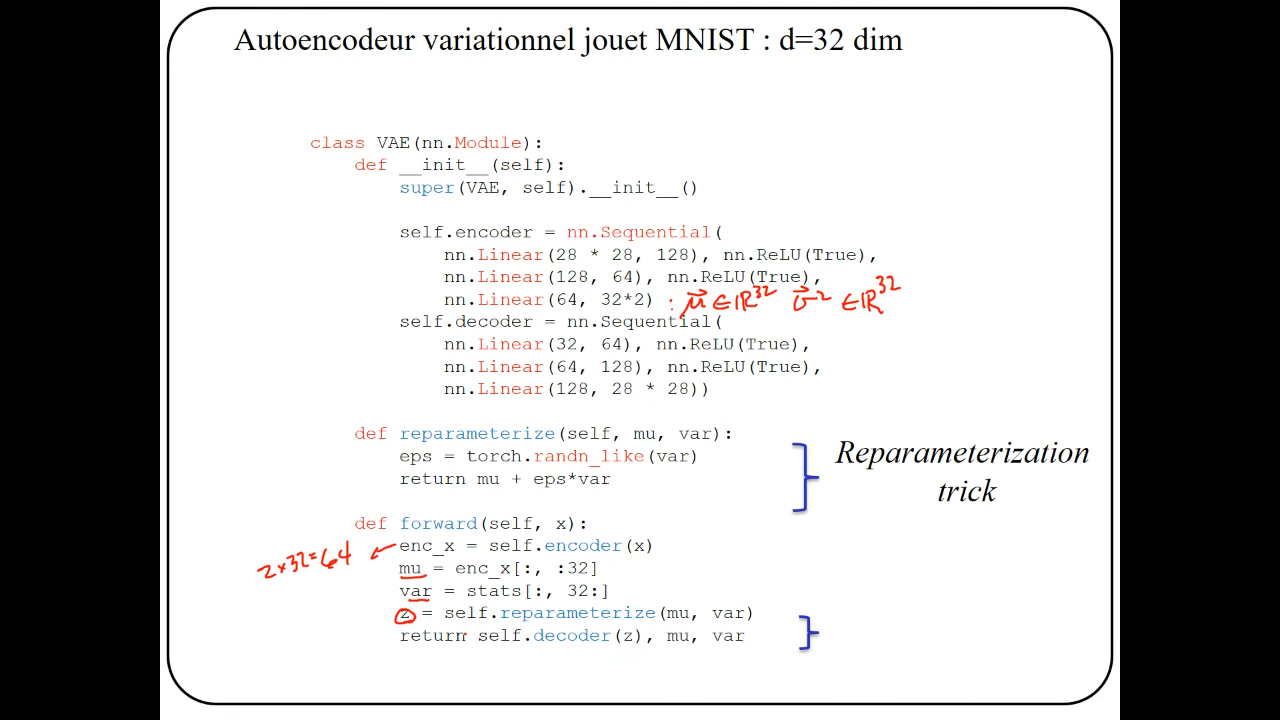 Autoencodeur variationnel jouet MNIST : d=32 dim
class VAE(nn.Module):
def __init__(self):
super(VAE, self).__init__()
self.encoder = nn.Sequential(
nn.Linear(28 * 28, 128), nn.ReLU(True),
nn.Linear(128, 64), nn.ReLU(True),
nn.Linear(64, 32*2) : μ⃗ ∈ ℝ³² σ⃗² ∈ ℝ³²
self.decoder = nn.Sequential(
nn.Linear(32, 64), nn.ReLU(True),
nn.Linear(64, 128), nn.ReLU(True),
nn.Linear(128, 28 * 28))
def reparameterize(self, mu, var):
eps = torch.randn_like(var)
return mu + eps*var
Reparameterization
trick
def forward(self, x):
enc_x = self.encoder(x)
2×32=64
mu = enc_x[:, :32]
var = stats[:, 32:]
z = self.reparameterize(mu, var)
return self.decoder(z), mu, var